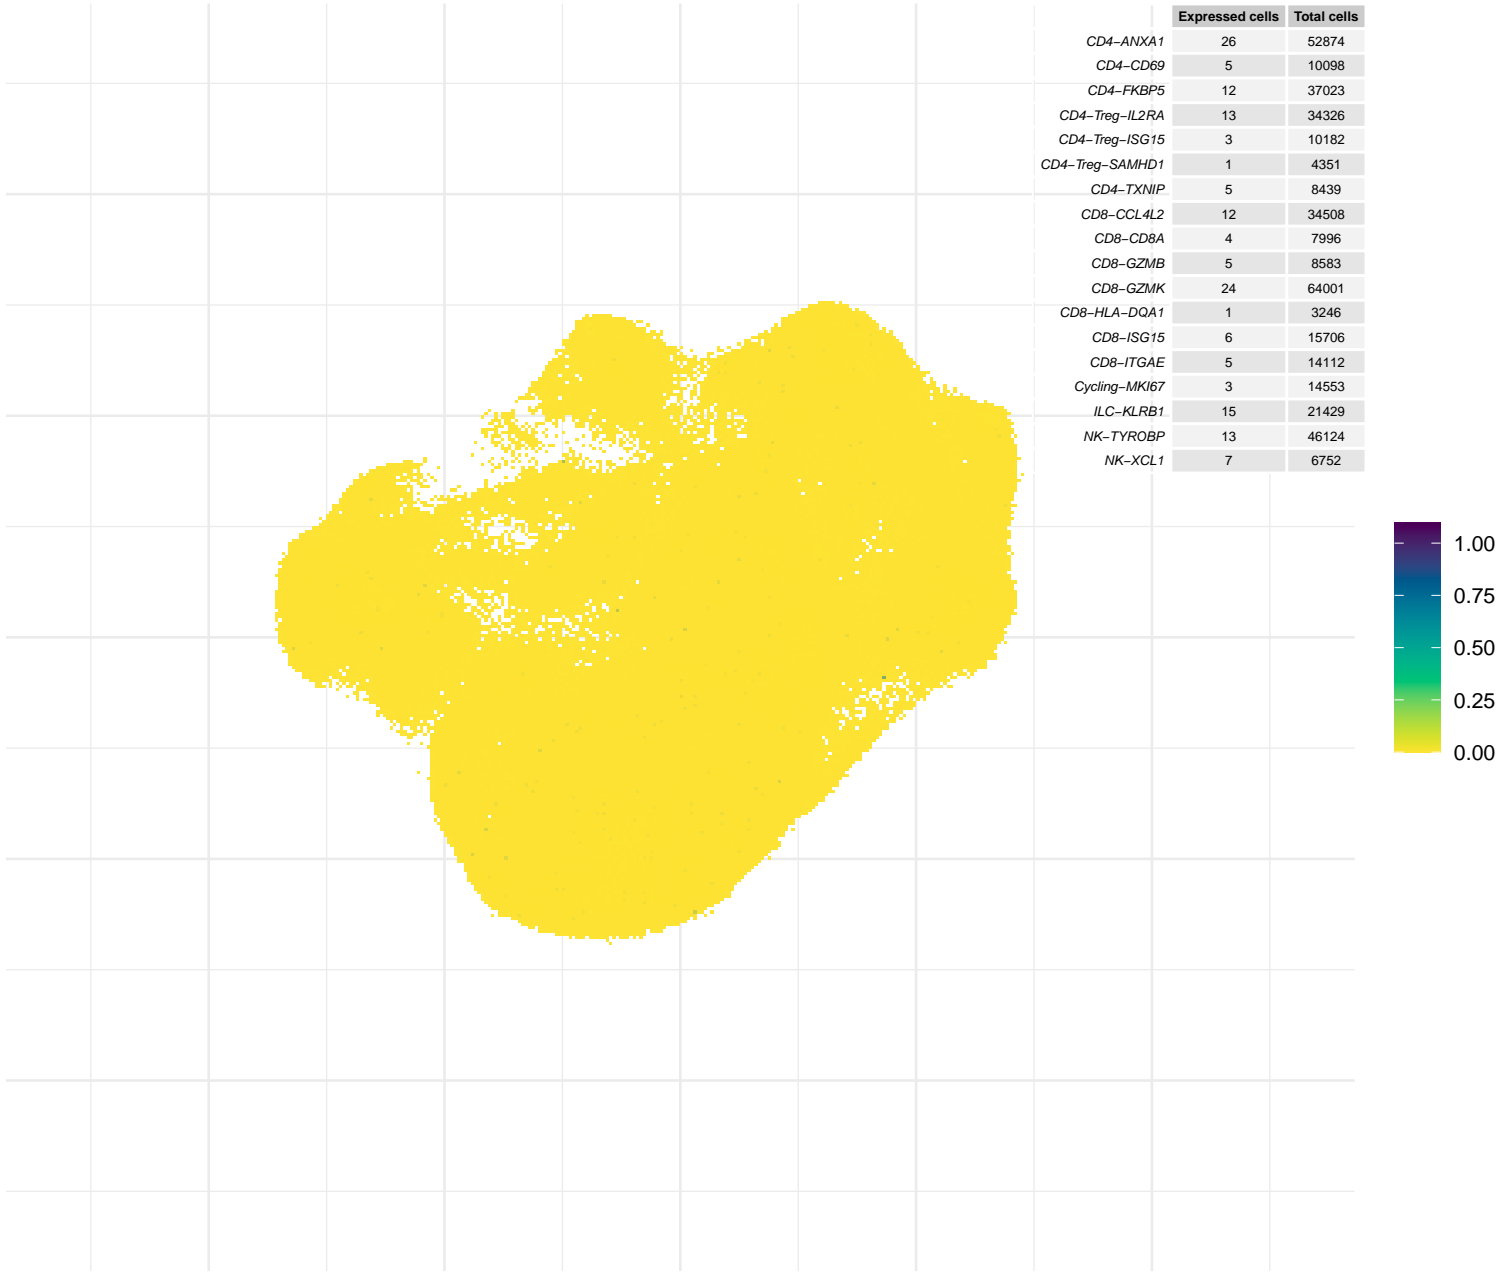 Expressed cells Total cells
CD4−ANXA1 26 52874
CD4−CD69 5 10098
CD4−FKBP5 12 37023
CD4−Treg−IL2RA 13 34326
CD4−Treg−ISG15 3 10182
CD4−Treg−SAMHD1 1 4351
CD4−TXNIP 5 8439
CD8−CCL4L2 12 34508
CD8−CD8A 4 7996
CD8−GZMB 5 8583
CD8−GZMK 24 64001
CD8−HLA−DQA1 1 3246
CD8−ISG15 6 15706
CD8−ITGAE 5 14112
Cycling−MKI67 3 14553
ILC−KLRB1 15 21429
NK−TYROBP 13 46124
NK−XCL1 7 6752
1.00
0.75
0.50
0.25
0.00